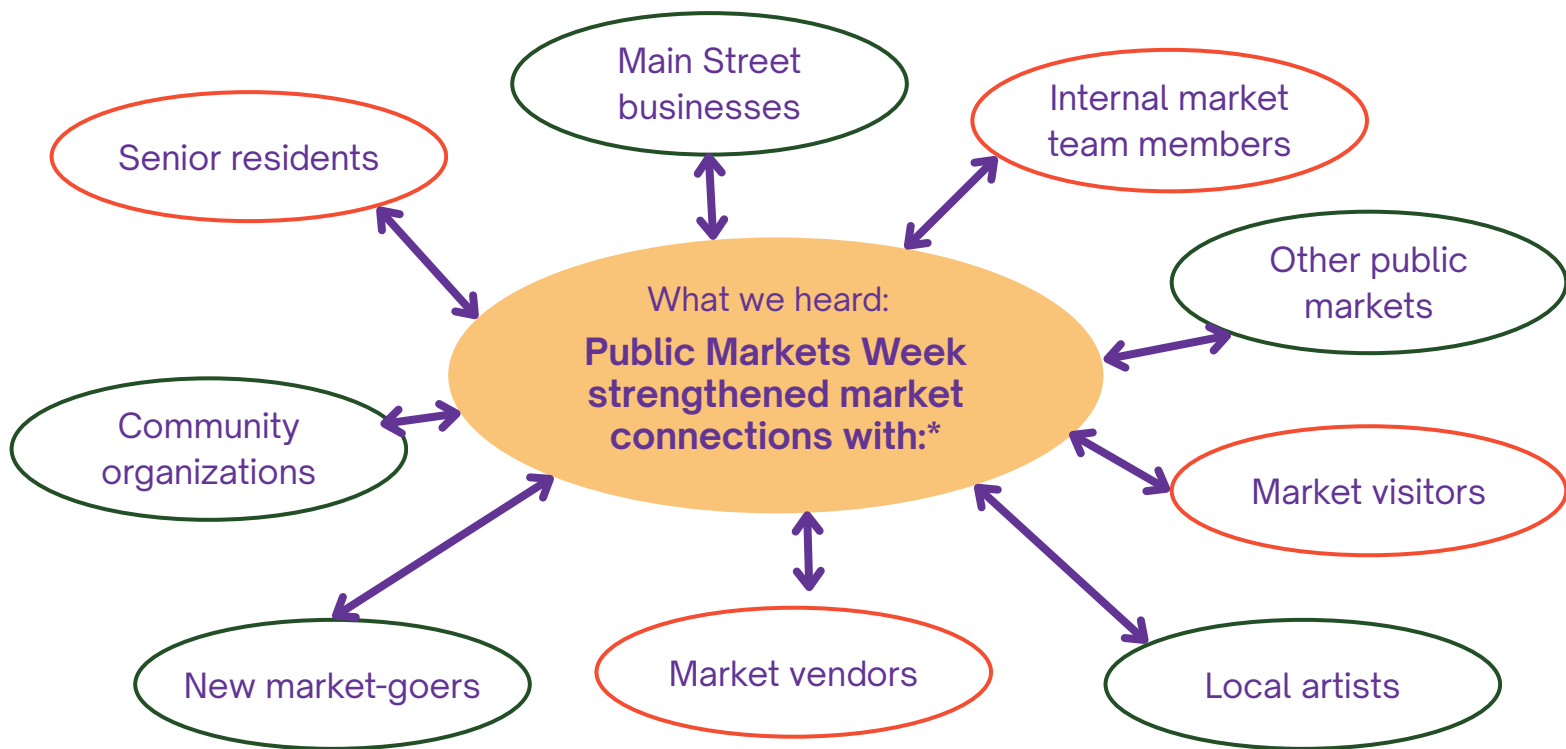 Main Street
businesses
Internal market
team members
Senior residents
Other public
markets
What we heard:
Public Markets Week
strengthened market
connections with:*
Community
organizations
Market visitors
New market-goers
Market vendors
Local artists